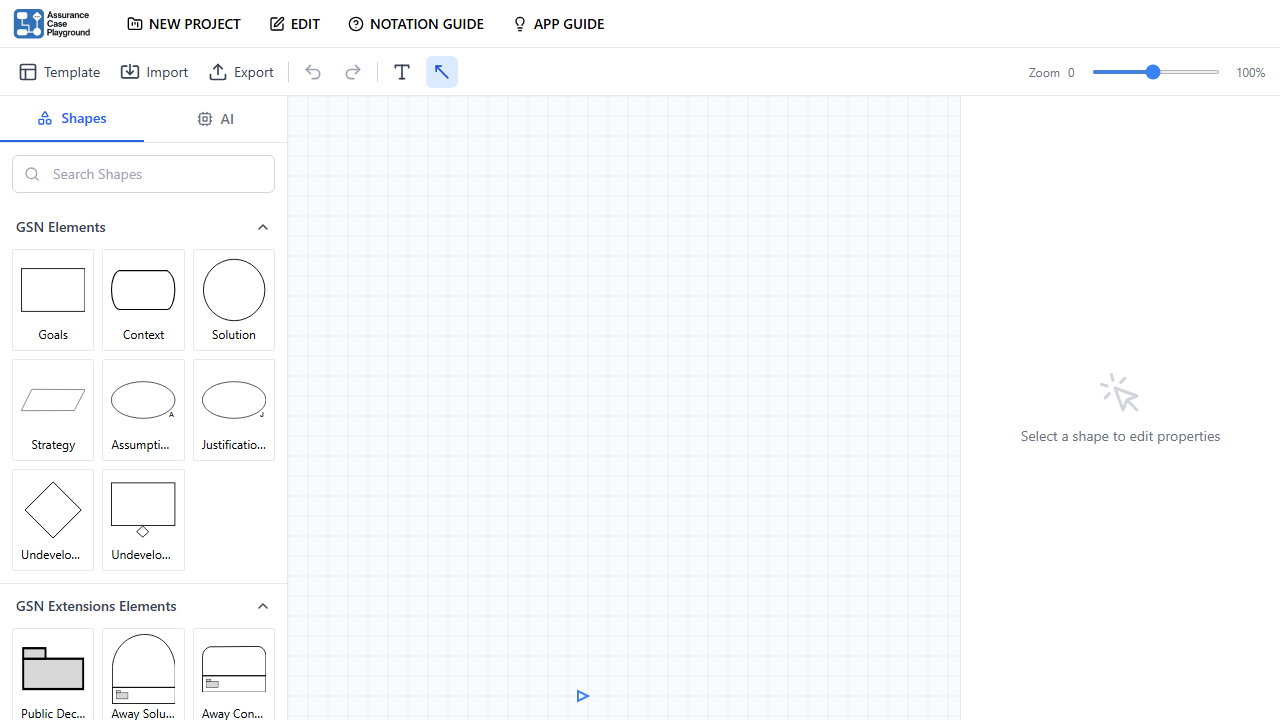 Assurance
Case
Playground
NEW PROJECT
EDIT
NOTATION GUIDE
APP GUIDE
Template
Import
Export
Zoom 0
100%
Shapes
AI
Search Shapes
GSN Elements
Goals
Context
Solution
Strategy
A
Assumpti...
J
Justificatio...
Undevelo...
Undevelo...
GSN Extensions Elements
Public Dec...
Away Solu...
Away Con...
Select a shape to edit properties